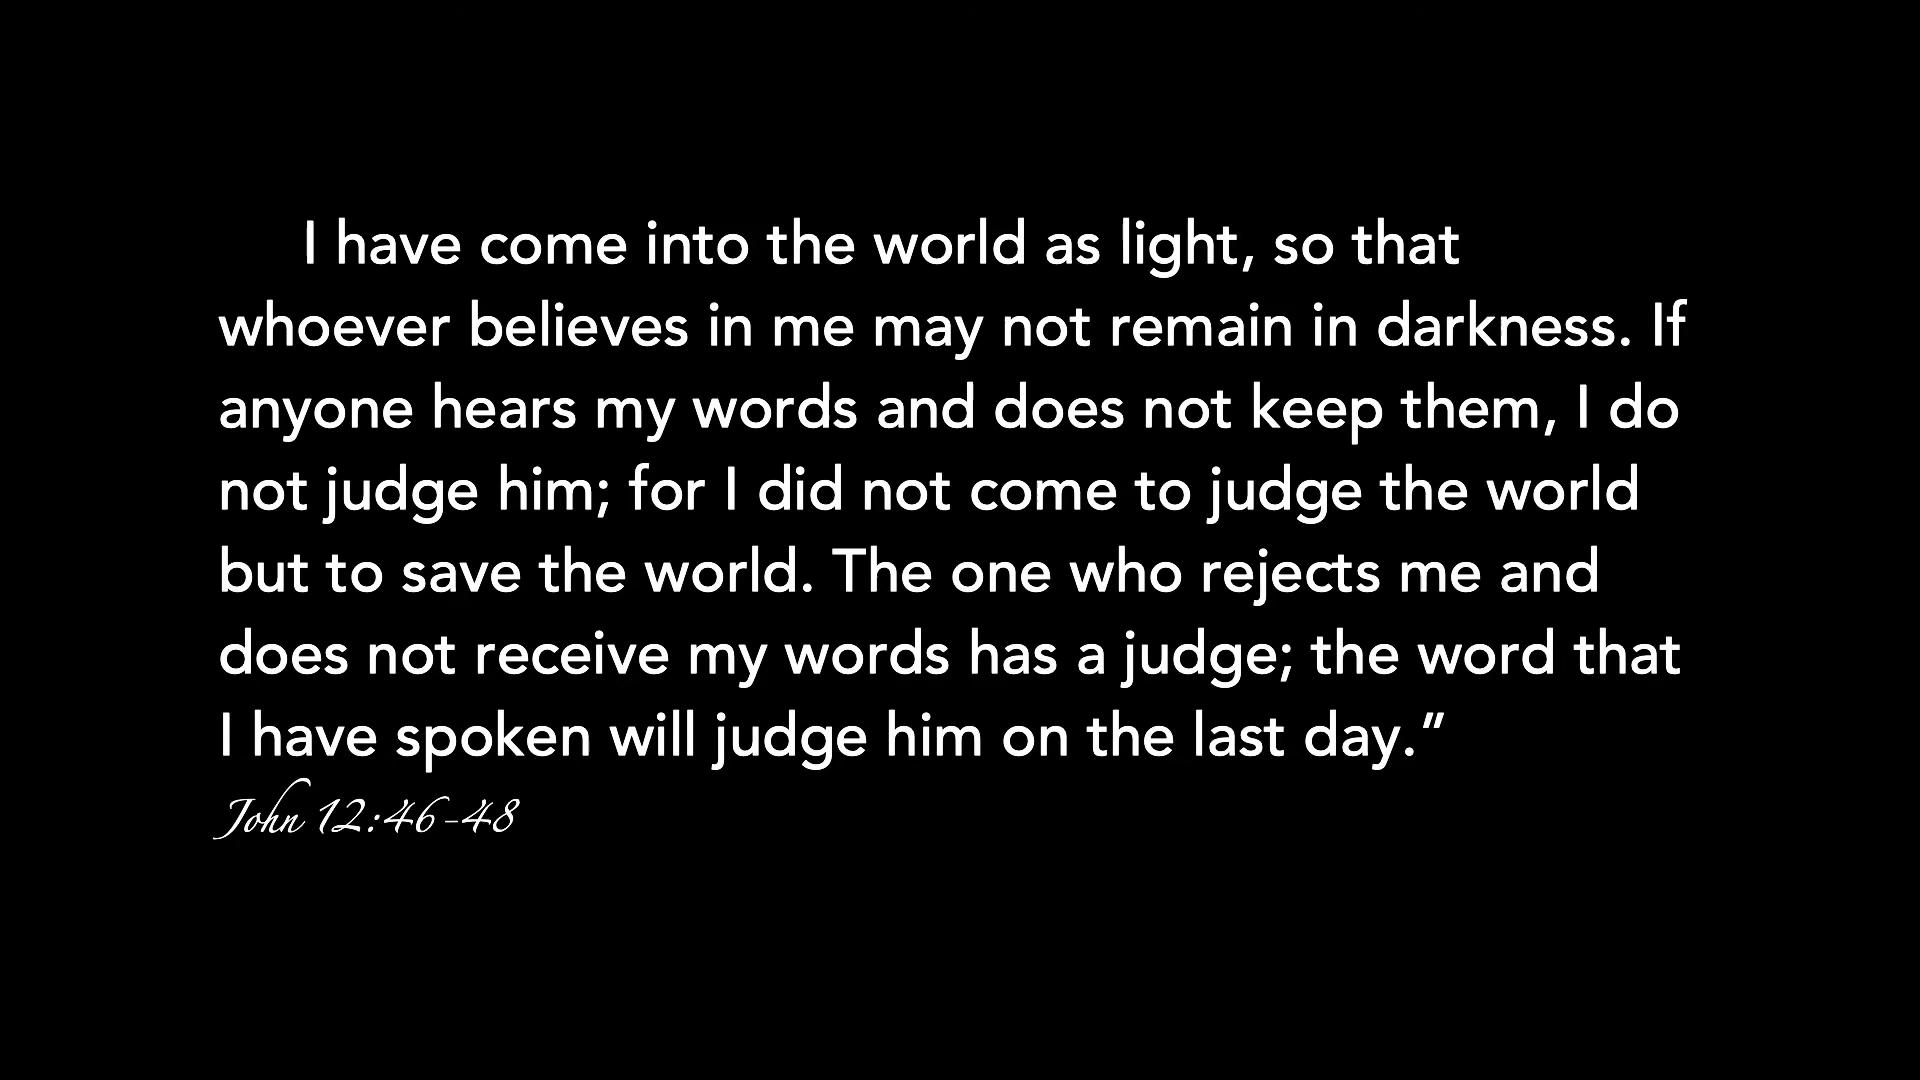 I have come into the world as light, so that
whoever believes in me may not remain in darkness. If
anyone hears my words and does not keep them, I do
not judge him; for I did not come to judge the world
but to save the world. The one who rejects me and
does not receive my words has a judge; the word that
I have spoken will judge him on the last day.”
John 12:46-48